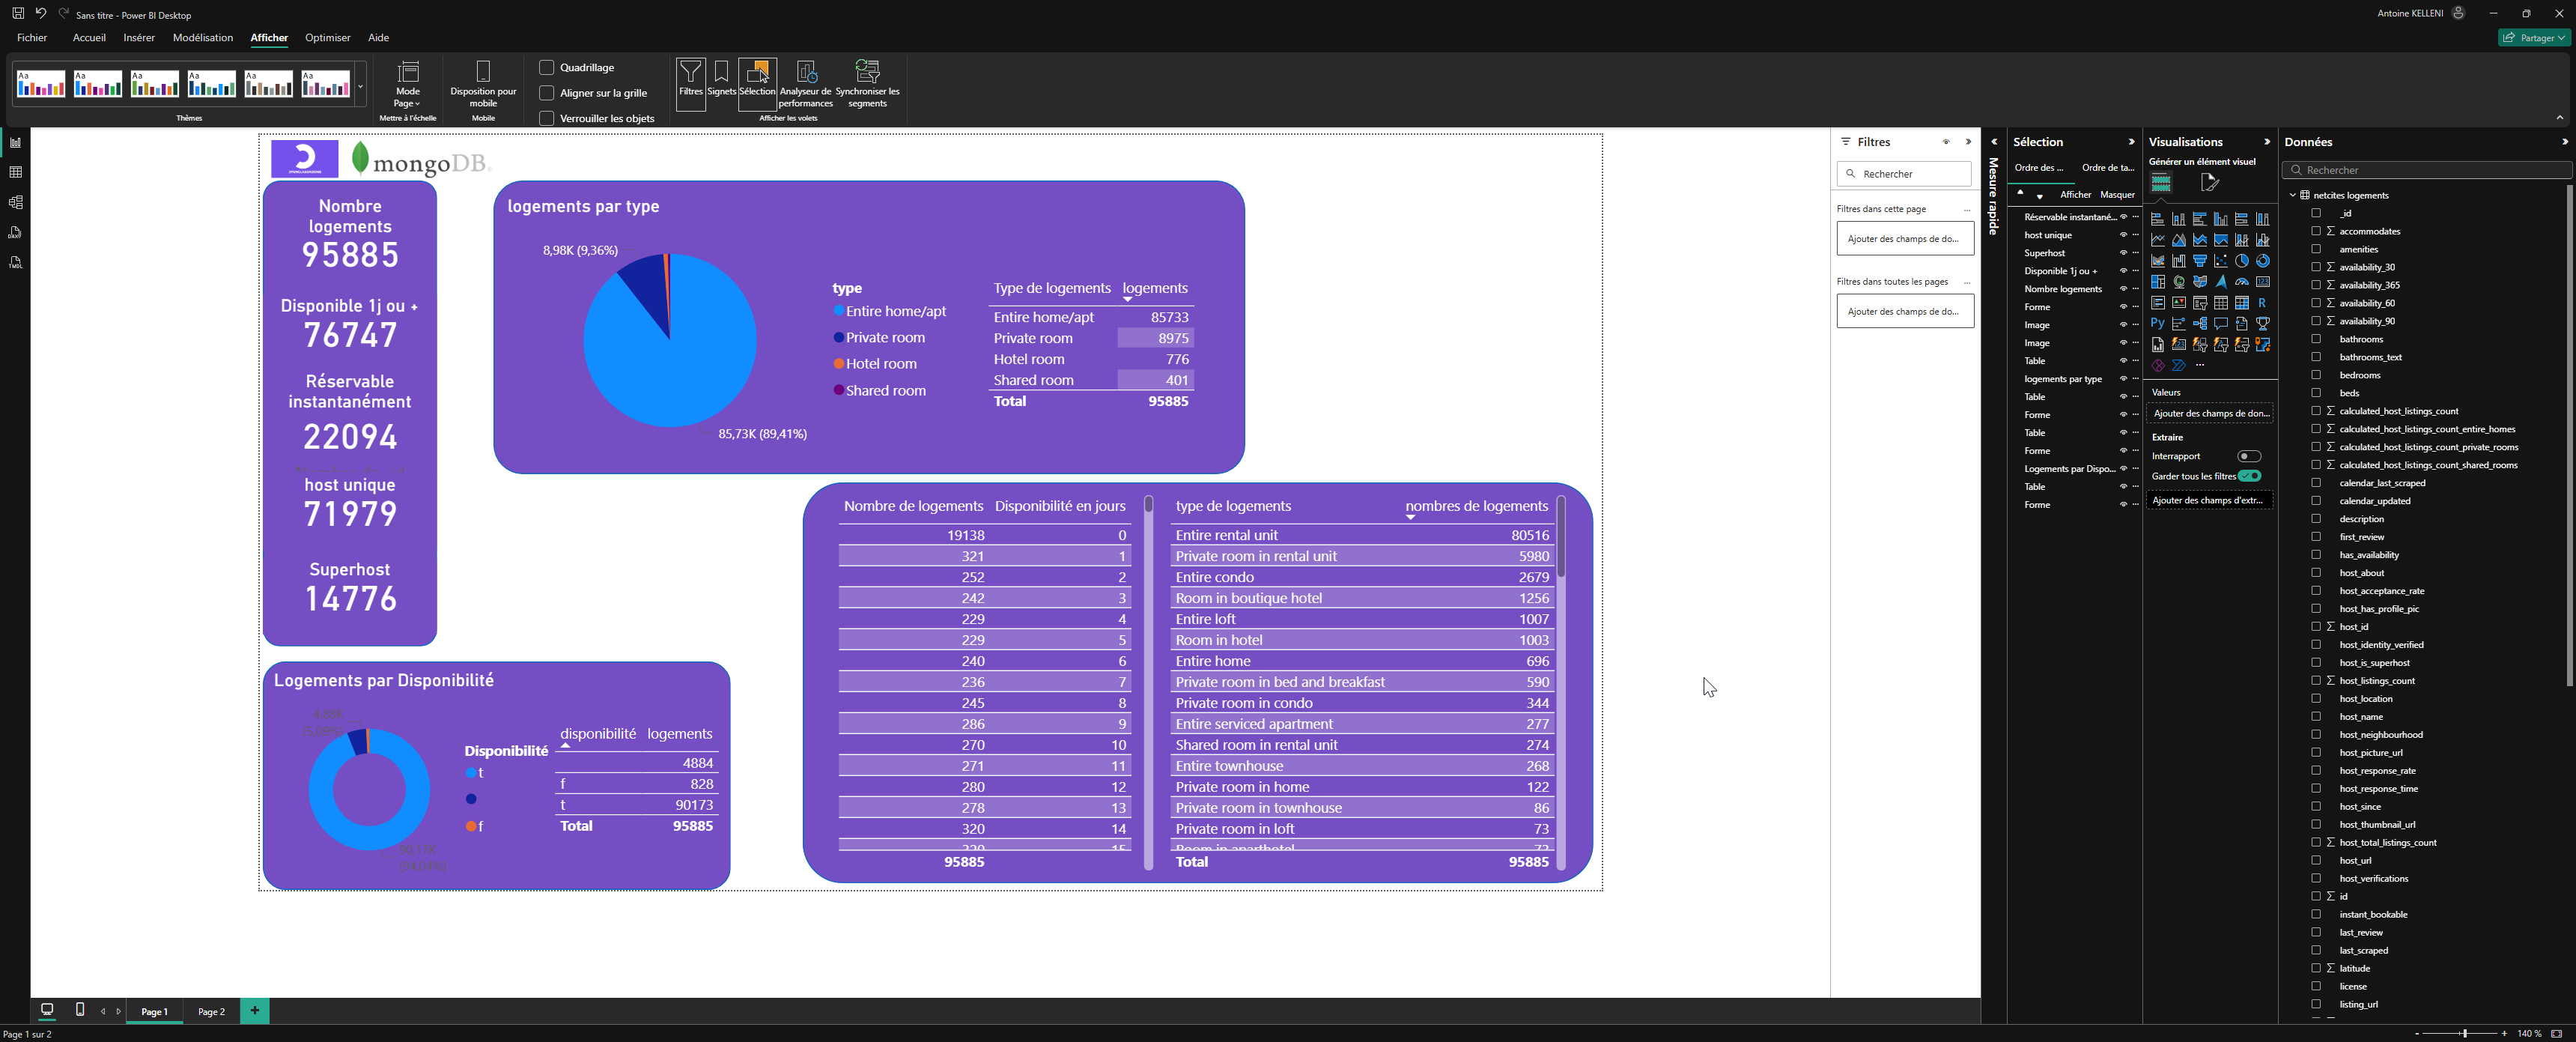 Sans titre - Power BI Desktop
Antoine KELLENI
Fichier Accueil Insérer Modélisation Afficher Optimiser Aide
Partager
Aa Aa Aa Aa Aa Aa
Thèmes
Mode
Page
Mettre à l'échelle
Disposition pour
mobile
Mobile
Quadrillage
Aligner sur la grille
Verrouiller les objets
Filtres
Signets
Sélection
Analyseur de
performances
Synchroniser les
segments
Afficher les volets
mongoDB
Nombre
logements
95885
Disponible 1j ou +
76747
Réservable
instantanément
22094
host unique
71979
Superhost
14776
logements par type
8,98K (9,36%)
85,73K (89,41%)
type
Entire home/apt
Private room
Hotel room
Shared room
Type de logements logements
Entire home/apt 85733
Private room 8975
Hotel room 776
Shared room 401
Total 95885
Logements par Disponibilité
4,88K
(5,09%)
90,17K
(94,04%)
Disponibilité
t
f
disponibilité logements
4884
f 828
t 90173
Total 95885
Nombre de logements Disponibilité en jours
19138 0
321 1
252 2
242 3
229 4
229 5
240 6
236 7
245 8
286 9
270 10
271 11
280 12
278 13
320 14
320 15
95885
type de logements nombres de logements
Entire rental unit 80516
Private room in rental unit 5980
Entire condo 2679
Room in boutique hotel 1256
Entire loft 1007
Room in hotel 1003
Entire home 696
Private room in bed and breakfast 590
Private room in condo 344
Entire serviced apartment 277
Shared room in rental unit 274
Entire townhouse 268
Private room in home 122
Private room in townhouse 86
Private room in loft 73
Room in aparthotel 72
Total 95885
Filtres
Rechercher
Filtres dans cette page ...
Ajouter des champs de do...
Filtres dans toutes les pages ...
Ajouter des champs de do...
Mesure rapide
Sélection
Ordre des ... Ordre de ta...
Afficher Masquer
Réservable instantané...
host unique
Superhost
Disponible 1j ou +
Nombre logements
Forme
Image
Image
Table
logements par type
Table
Forme
Table
Forme
Logements par Dispo...
Table
Forme
Visualisations
Générer un élément visuel
R
Py
...
Valeurs
Ajouter des champs de don...
Extraire
Interrapport
Garder tous les filtres
Ajouter des champs d'extr...
Données
Rechercher
netcites logements
_id
accommodates
amenities
availability_30
availability_365
availability_60
availability_90
bathrooms
bathrooms_text
bedrooms
beds
calculated_host_listings_count
calculated_host_listings_count_entire_homes
calculated_host_listings_count_private_rooms
calculated_host_listings_count_shared_rooms
calendar_last_scraped
calendar_updated
description
first_review
has_availability
host_about
host_acceptance_rate
host_has_profile_pic
host_id
host_identity_verified
host_is_superhost
host_listings_count
host_location
host_name
host_neighbourhood
host_picture_url
host_response_rate
host_response_time
host_since
host_thumbnail_url
host_total_listings_count
host_url
host_verifications
id
instant_bookable
last_review
last_scraped
latitude
license
listing_url
Page 1 Page 2 +
Page 1 sur 2
- + 140 %